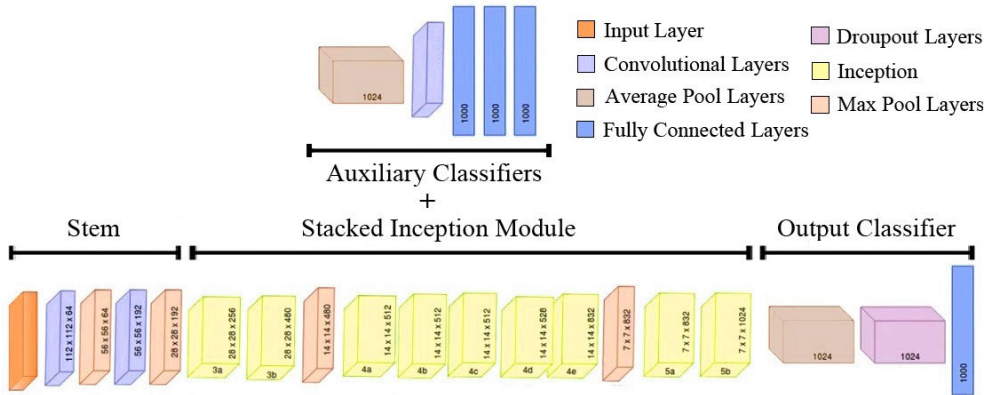 Input Layer
Convolutional Layers
Average Pool Layers
Fully Connected Layers
Droupout Layers
Inception
Max Pool Layers
1024
1000
1000
1000
Auxiliary Classifiers
+
Stem
Stacked Inception Module
Output Classifier
112 x 112 x 64
56 x 56 x 64
56 x 56 x 192
28 x 28 x 192
28 x 28 x 256
3a
28 x 28 x 480
3b
14 x 14 x 480
14 x 14 x 512
4a
14 x 14 x 512
4b
14 x 14 x 512
4c
14 x 14 x 528
4d
14 x 14 x 832
4e
7 x 7 x 832
7 x 7 x 832
5a
7 x 7 x 1024
5b
1024
1024
1000